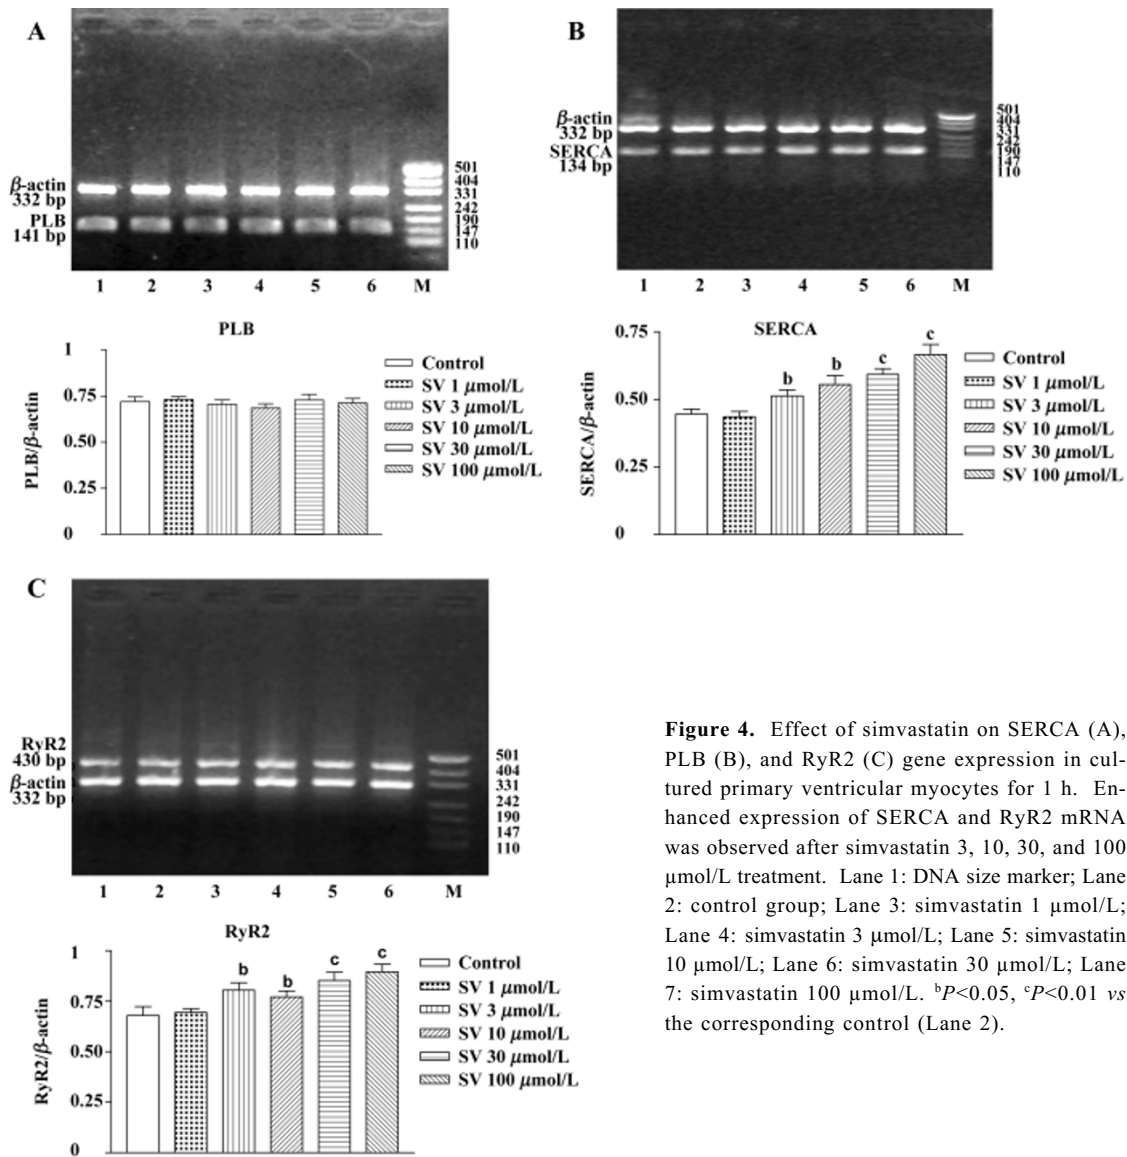 A
β-actin
332 bp
PLB
141 bp
501
404
331
242
190
147
110
1 2 3 4 5 6 M
PLB
PLB/β-actin
1
0.75
0.50
0.25
0
Control
SV 1 μmol/L
SV 3 μmol/L
SV 10 μmol/L
SV 30 μmol/L
SV 100 μmol/L
B
β-actin
332 bp
SERCA
134 bp
501
404
331
242
190
147
110
1 2 3 4 5 6 M
SERCA
SERCA/β-actin
0.75
0.50
0.25
0
b b c c
Control
SV 1 μmol/L
SV 3 μmol/L
SV 10 μmol/L
SV 30 μmol/L
SV 100 μmol/L
C
RyR2
430 bp
β-actin
332 bp
501
404
331
242
190
147
110
1 2 3 4 5 6 M
RyR2
RyR2/β-actin
1
0.75
0.50
0.25
0
b b c c
Control
SV 1 μmol/L
SV 3 μmol/L
SV 10 μmol/L
SV 30 μmol/L
SV 100 μmol/L
Figure 4. Effect of simvastatin on SERCA (A),
PLB (B), and RyR2 (C) gene expression in cul-
tured primary ventricular myocytes for 1 h. En-
hanced expression of SERCA and RyR2 mRNA
was observed after simvastatin 3, 10, 30, and 100
µmol/L treatment. Lane 1: DNA size marker; Lane
2: control group; Lane 3: simvastatin 1 µmol/L;
Lane 4: simvastatin 3 µmol/L; Lane 5: simvastatin
10 µmol/L; Lane 6: simvastatin 30 µmol/L; Lane
7: simvastatin 100 µmol/L. ᵇP<0.05, ᶜP<0.01 vs
the corresponding control (Lane 2).